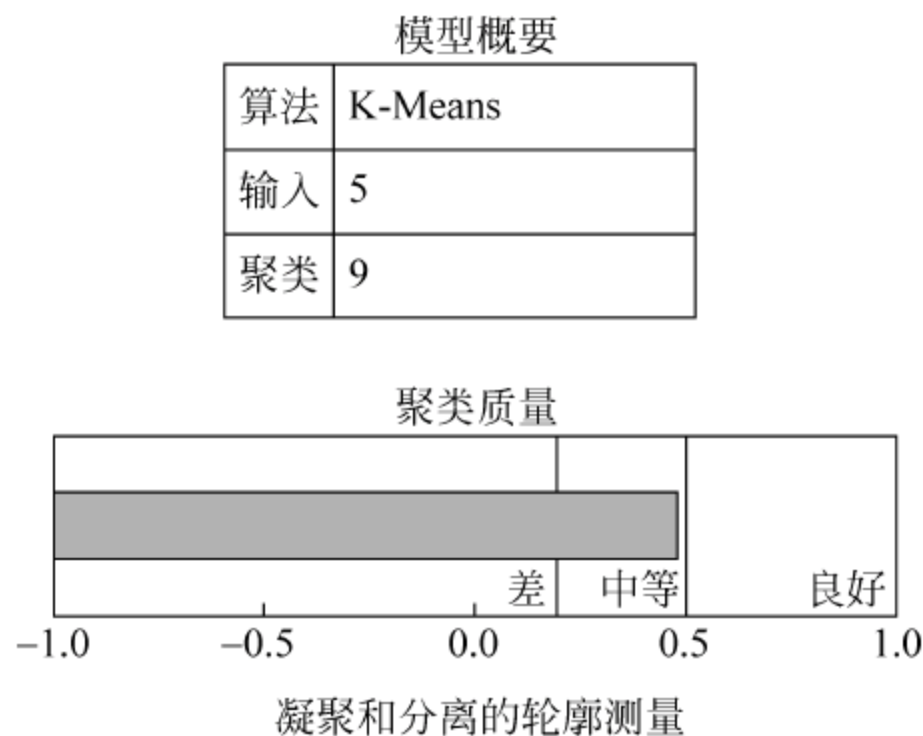 模型概要
算法 K-Means
输入 5
聚类 9
聚类质量
差 中等 良好
−1.0 −0.5 0.0 0.5 1.0
凝聚和分离的轮廓测量